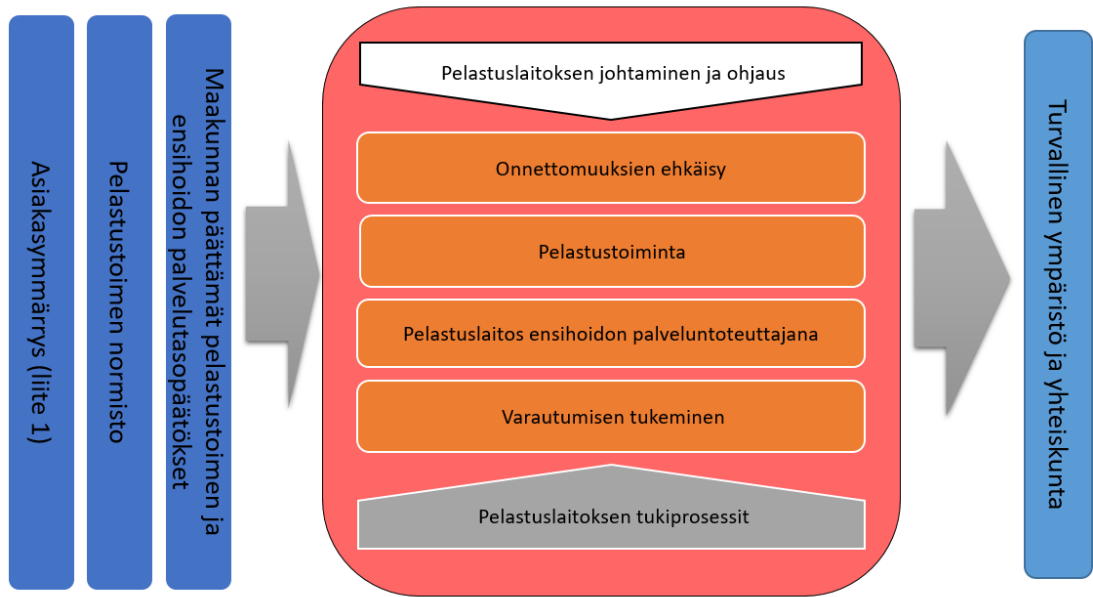 Asiakasymmärrys (liite 1)
Pelastustoimen normisto
Maakunnan päättämät pelastustoimen ja
ensihoidon palvelutasopäätökset
Pelastuslaitoksen johtaminen ja ohjaus
Onnettomuuksien ehkäisy
Pelastustoiminta
Pelastuslaitos ensihoidon palveluntoteuttajana
Varautumisen tukeminen
Pelastuslaitoksen tukiprosessit
Turvallinen ympäristö ja yhteiskunta